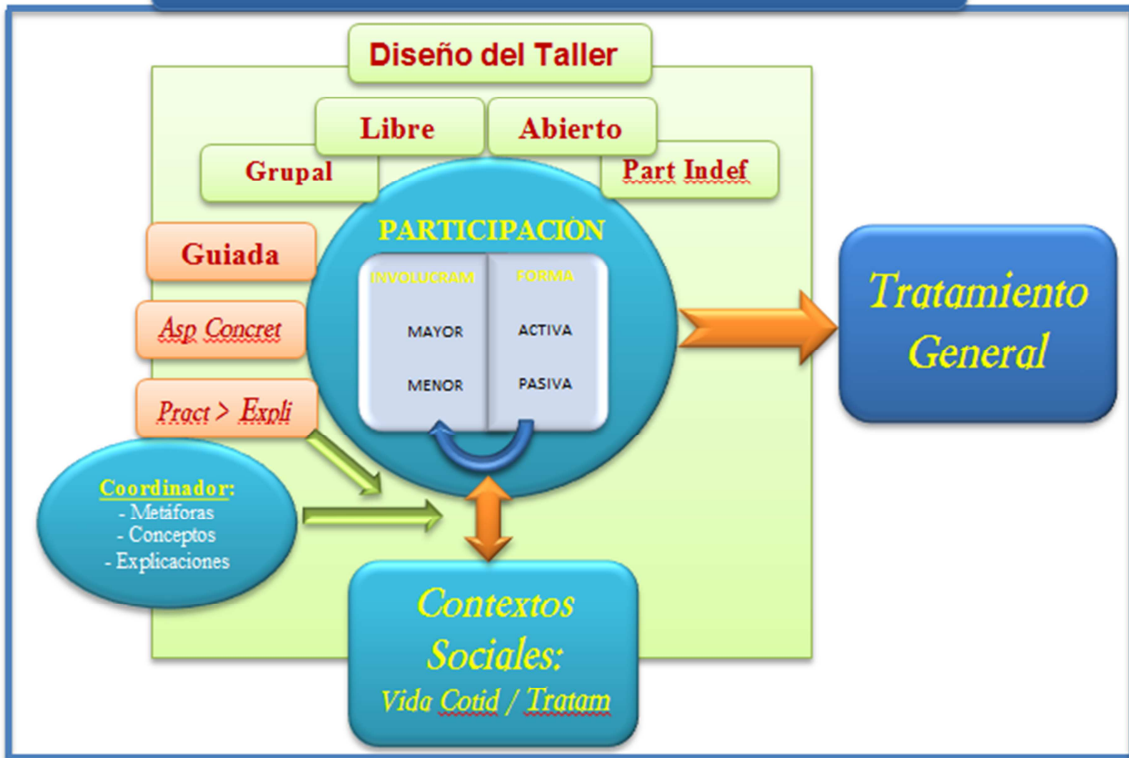 Diseño del Taller
Libre
Abierto
Grupal
Part Indef
PARTICIPACIÓN
Guiada
INVOLUCRAM
FORMA
Asp Concret
MAYOR
ACTIVA
MENOR
PASIVA
Pract > Expli
Tratamiento
General
Coordinador:
- Metáforas
- Conceptos
- Explicaciones
Contextos
Sociales:
Vida Cotid / Tratam